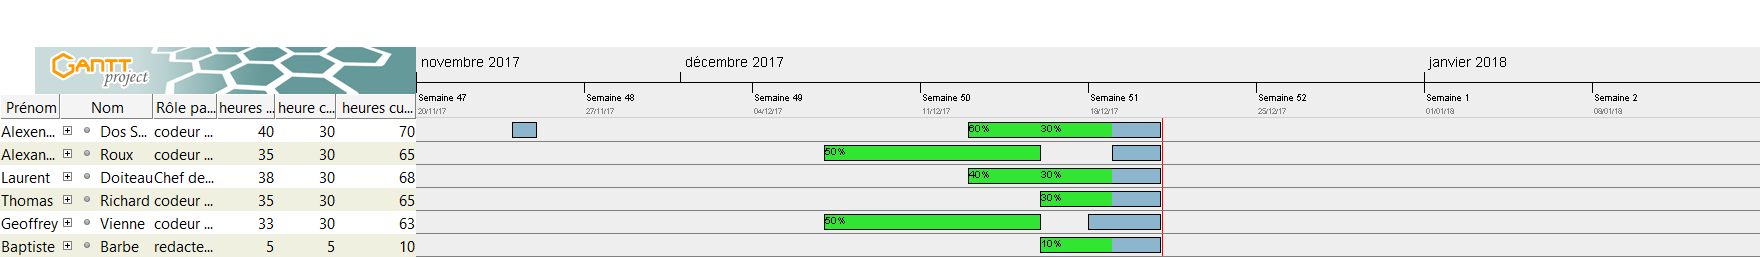 GANTT
project
novembre 2017 décembre 2017 janvier 2018
Semaine 47 Semaine 48 Semaine 49 Semaine 50 Semaine 51 Semaine 52 Semaine 1 Semaine 2
20/11/17 27/11/17 04/12/17 11/12/17 18/12/17 25/12/17 01/01/18 08/01/18
Prénom Nom Rôle pa... heures ... heure c... heures cu...
Alexen... Dos S... codeur ... 40 30 70 60% 30%
Alexan... Roux codeur ... 35 30 65 50%
Laurent Doiteau Chef de... 38 30 68 40% 30%
Thomas Richard codeur ... 35 30 65 30%
Geoffrey Vienne codeur ... 33 30 63 50%
Baptiste Barbe redacte... 5 5 10 10%